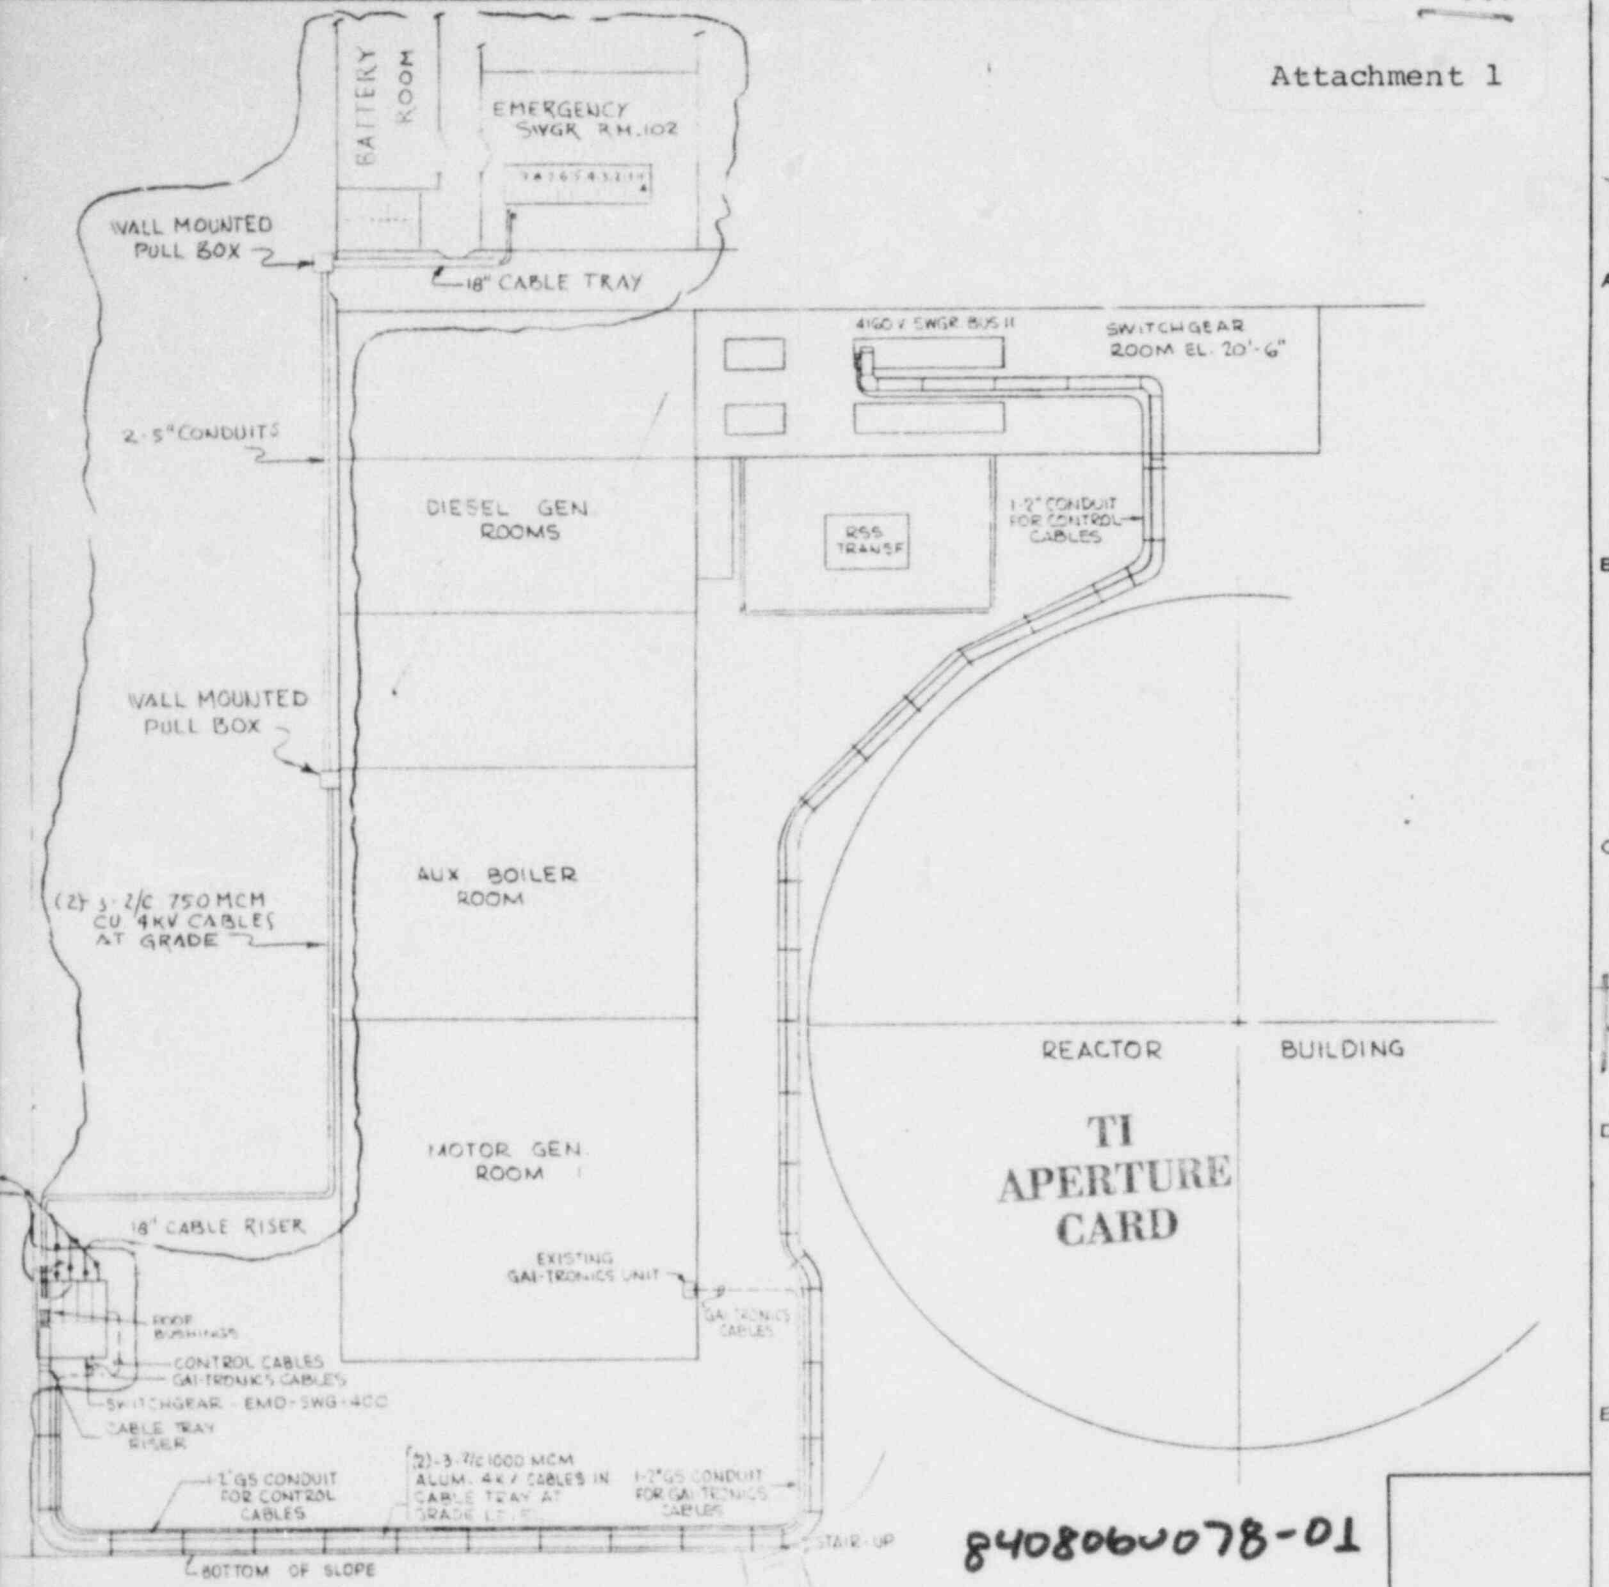 Attachment 1
BATTERY
ROOM
EMERGENCY
SWGR RM.102
WALL MOUNTED
PULL BOX
18" CABLE TRAY
4160 V SWGR. BUS 11
SWITCHGEAR
ROOM EL. 20'-6"
2-5" CONDUITS
DIESEL GEN.
ROOMS
RSS
TRANSF
1-2" CONDUIT
FOR CONTROL
CABLES
WALL MOUNTED
PULL BOX
AUX. BOILER
ROOM
750 MCM
CU 4KV CABLES
AT GRADE
REACTOR BUILDING
TI
APERTURE
CARD
MOTOR GEN.
ROOM
18" CABLE RISER
EXISTING
GAI-TRONICS UNIT
GAI-TRONICS
CABLES
ROOF
BUSHINGS
CONTROL CABLES
GAI-TRONICS CABLES
SWITCHGEAR - EMD-SWG-400
CABLE TRAY
RISER
1-2" GS CONDUIT
FOR CONTROL
CABLES
1000 MCM
ALUM. 4KV CABLES IN
CABLE TRAY AT
GRADE
1-2" GS CONDUIT
FOR GAI-TRONICS
CABLES
STAIR-UP
BOTTOM OF SLOPE
8408060078-01
A
B
C
D
E